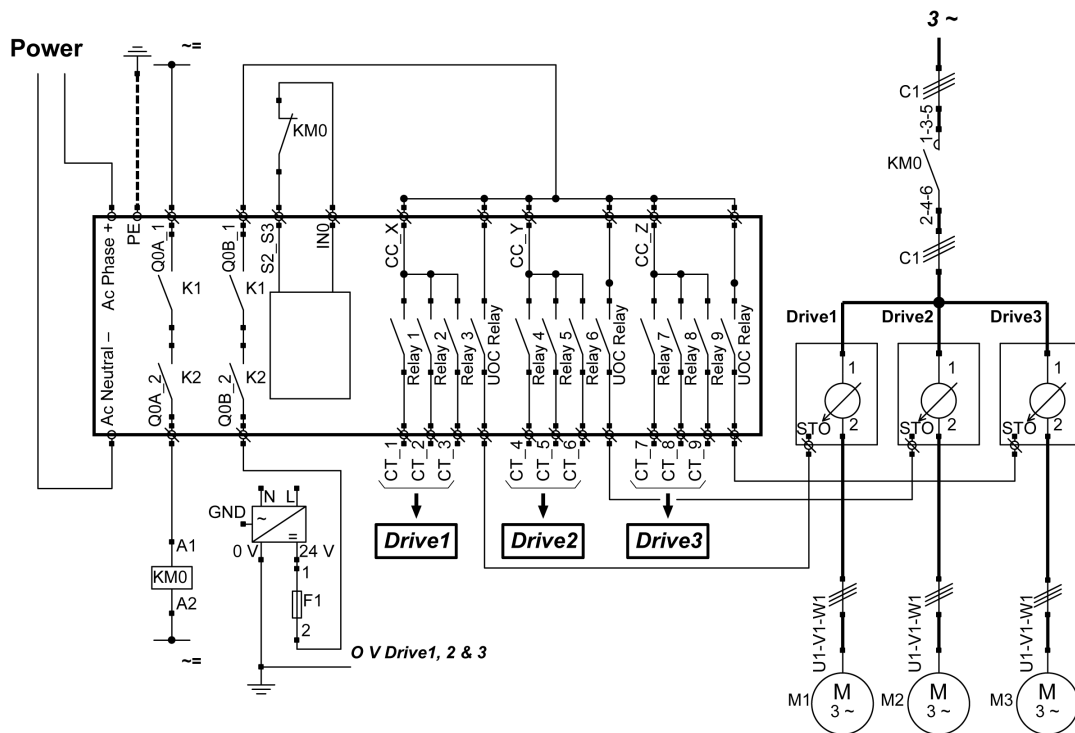 3 ~
Power
~=
C1
1-3-5
KM0
KM0
2-4-6
C1
Ac Phase +
PE
Q0A_1
Q0B_1
S2_S3
IN0
CC_X
CC_Y
CC_Z
K1
K1
Drive1
Drive2
Drive3
Relay 1
Relay 2
Relay 3
UOC Relay
Relay 4
Relay 5
Relay 6
UOC Relay
Relay 7
Relay 8
Relay 9
UOC Relay
Ac Neutral –
K2
K2
Q0A_2
Q0B_2
1
1
1
STO
2
STO
2
STO
2
CT_1
CT_2
CT_3
CT_4
CT_5
CT_6
CT_7
CT_8
CT_9
N L
GND
~
=
0 V
24 V
Drive1
Drive2
Drive3
A1
KM0
A2
1
F1
2
~=
O V Drive1, 2 & 3
U1-V1-W1
U1-V1-W1
U1-V1-W1
M1
M
3 ~
M2
M
3 ~
M3
M
3 ~